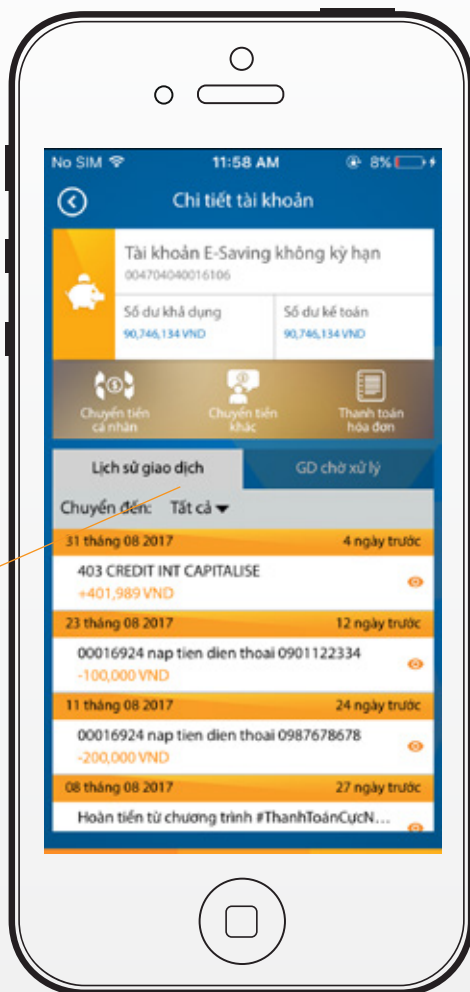 No SIM 11:58 AM 8%
Chi tiết tài khoản
Tài khoản E-Saving không kỳ hạn
004704040016106
Số dư khả dụng Số dư kế toán
90,746,134 VND 90,746,134 VND
Chuyển tiền Chuyển tiền Thanh toán
cá nhân khác hóa đơn
Lịch sử giao dịch GD chờ xử lý
Chuyển đến: Tất cả
31 tháng 08 2017 4 ngày trước
403 CREDIT INT CAPITALISE
+401,989 VND
23 tháng 08 2017 12 ngày trước
00016924 nap tien dien thoai 0901122334
-100,000 VND
11 tháng 08 2017 24 ngày trước
00016924 nap tien dien thoai 0987678678
-200,000 VND
08 tháng 08 2017 27 ngày trước
Hoàn tiền từ chương trình #ThanhToánCựcN...